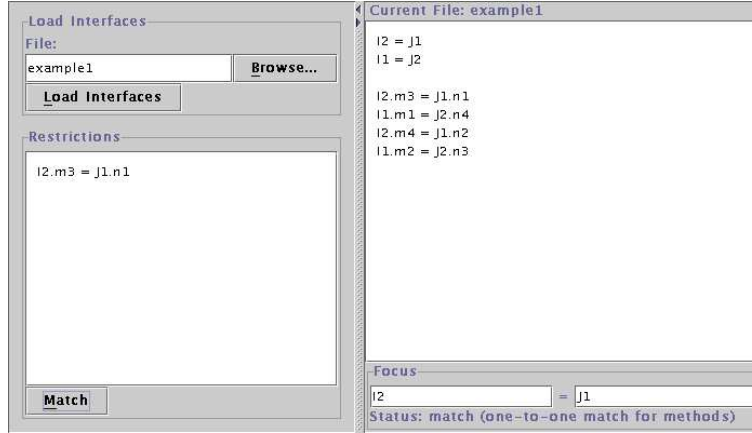 Load Interfaces
File:
example1
Browse...
Load Interfaces
Restrictions
I2.m3 = J1.n1
Match
Current File: example1
I2 = J1
I1 = J2
I2.m3 = J1.n1
I1.m1 = J2.n4
I2.m4 = J1.n2
I1.m2 = J2.n3
Focus
I2 = J1
Status: match (one-to-one match for methods)